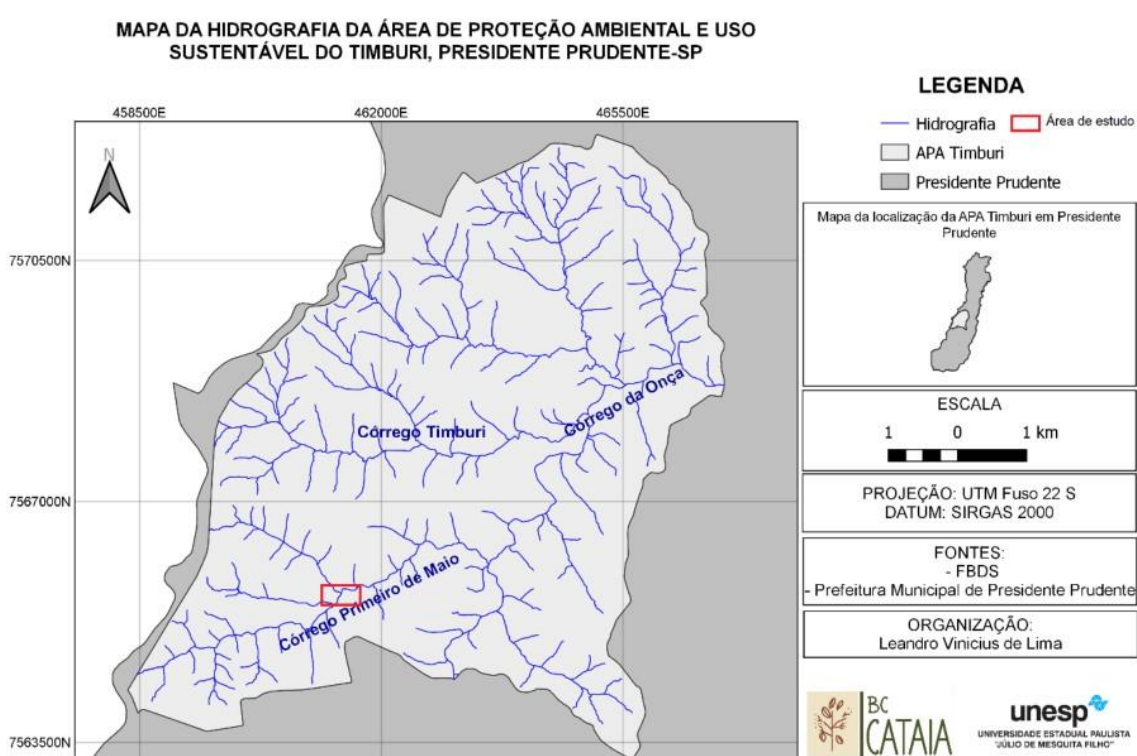 MAPA DA HIDROGRAFIA DA ÁREA DE PROTEÇÃO AMBIENTAL E USO
SUSTENTÁVEL DO TIMBURI, PRESIDENTE PRUDENTE-SP
458500E
462000E
465500E
N
7570500N
7567000N
7563500N
Córrego Timburi
Córrego da Onça
Córrego Primeiro de Maio
LEGENDA
Hidrografia
Área de estudo
APA Timburi
Presidente Prudente
Mapa da localização da APA Timburi em Presidente
Prudente
ESCALA
1 0 1 km
PROJEÇÃO: UTM Fuso 22 S
DATUM: SIRGAS 2000
FONTES:
- FBDS
- Prefeitura Municipal de Presidente Prudente
ORGANIZAÇÃO:
Leandro Vinicius de Lima
BC
CATAIA
unesp
UNIVERSIDADE ESTADUAL PAULISTA
"JÚLIO DE MESQUITA FILHO"